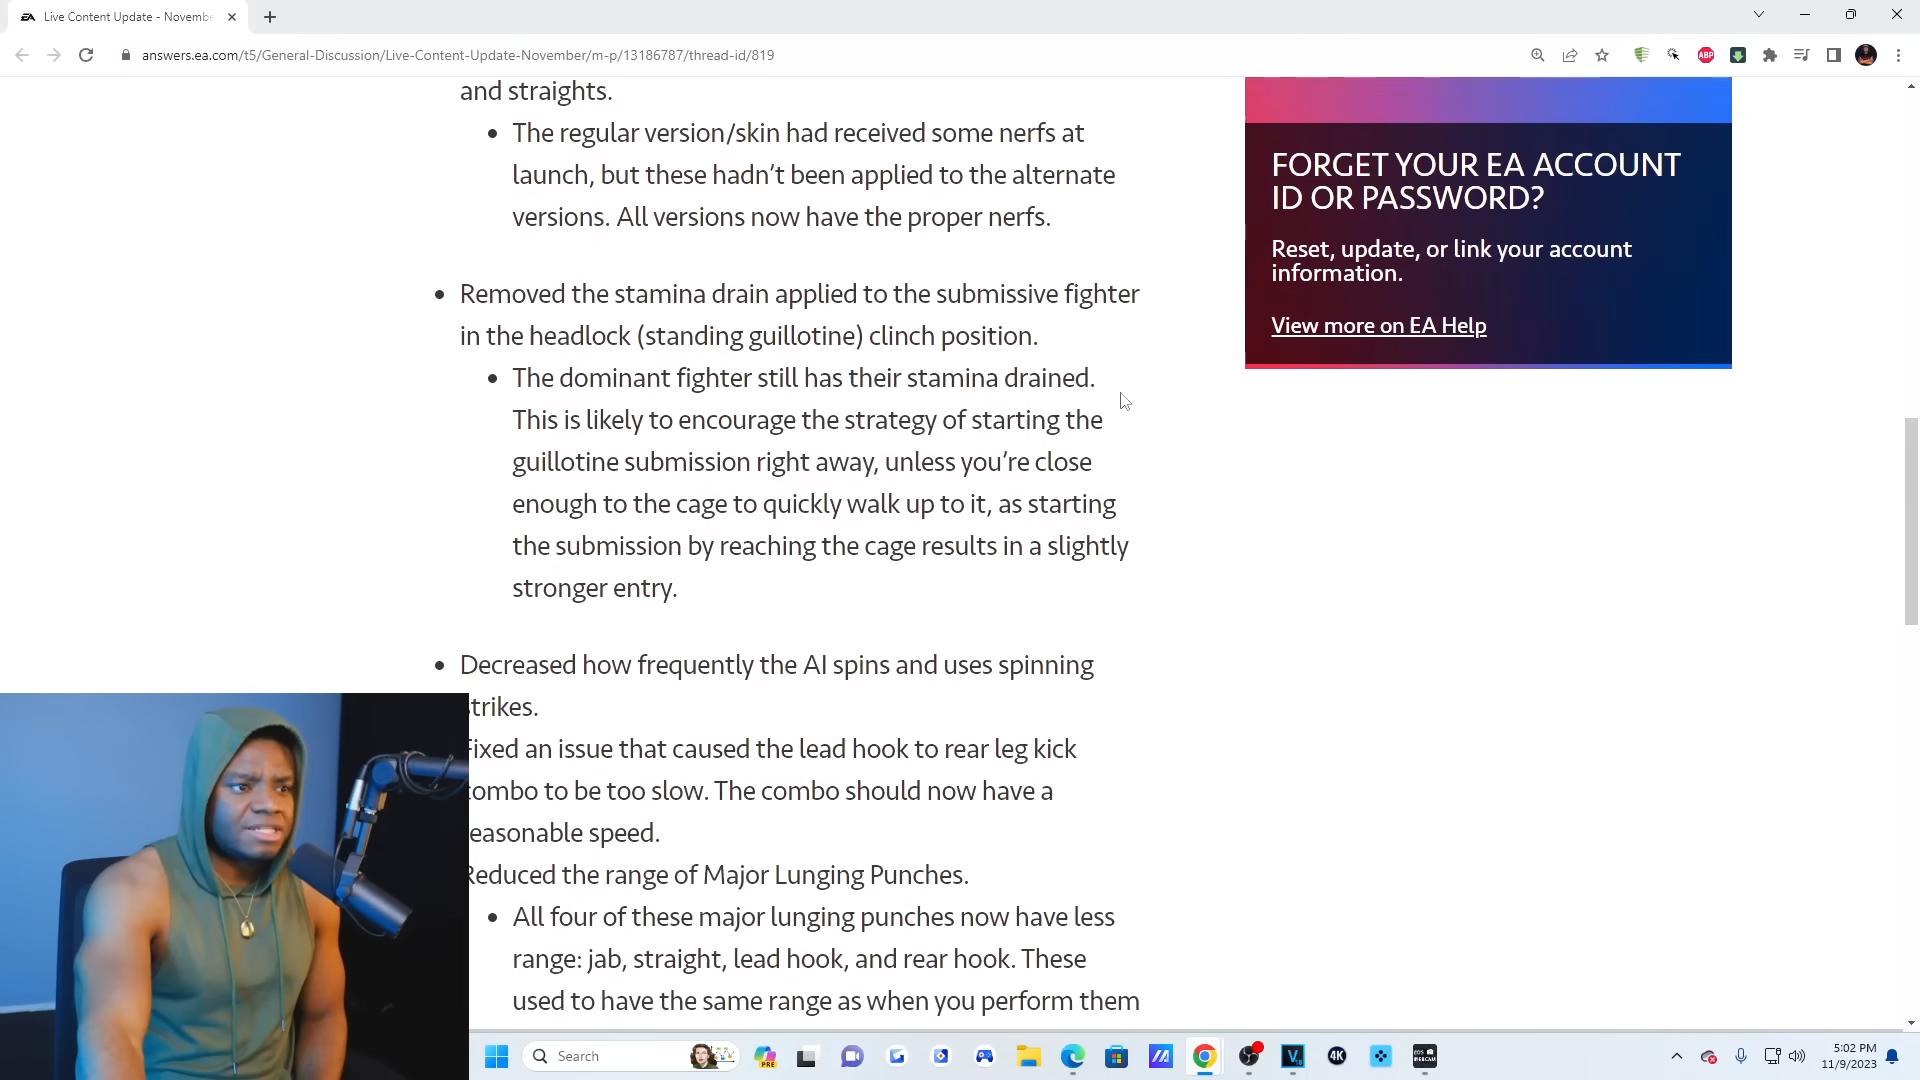 Live Content Update - Novembe
answers.ea.com/t5/General-Discussion/Live-Content-Update-November/m-p/13186787/thread-id/819
ABP
and straights.
The regular version/skin had received some nerfs at
launch, but these hadn't been applied to the alternate
versions. All versions now have the proper nerfs.
Removed the stamina drain applied to the submissive fighter
in the headlock (standing guillotine) clinch position.
The dominant fighter still has their stamina drained.
This is likely to encourage the strategy of starting the
guillotine submission right away, unless you're close
enough to the cage to quickly walk up to it, as starting
the submission by reaching the cage results in a slightly
stronger entry.
Decreased how frequently the AI spins and uses spinning
trikes.
Fixed an issue that caused the lead hook to rear leg kick
ombo to be too slow. The combo should now have a
easonable speed.
Reduced the range of Major Lunging Punches.
All four of these major lunging punches now have less
range: jab, straight, lead hook, and rear hook. These
used to have the same range as when you perform them
FORGET YOUR EA ACCOUNT
ID OR PASSWORD?
Reset, update, or link your account
information.
View more on EA Help
Search
PRE
4K
5:02 PM
11/9/2023